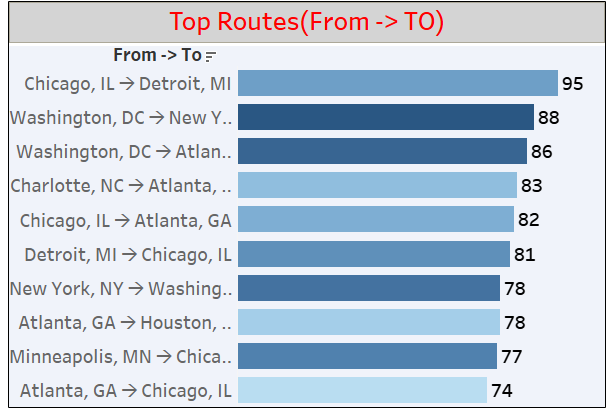 Top Routes(From -> TO)
From -> To
Chicago, IL → Detroit, MI 95
Washington, DC → New Y.. 88
Washington, DC → Atlan.. 86
Charlotte, NC → Atlanta, .. 83
Chicago, IL → Atlanta, GA 82
Detroit, MI → Chicago, IL 81
New York, NY → Washing.. 78
Atlanta, GA → Houston, .. 78
Minneapolis, MN → Chica.. 77
Atlanta, GA → Chicago, IL 74